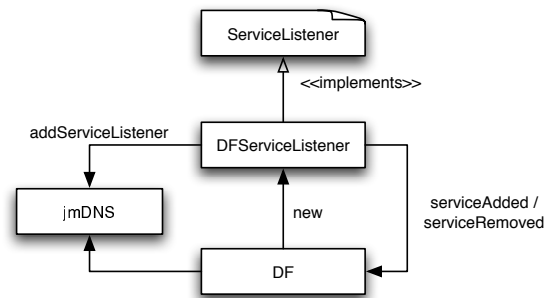 ServiceListener
<<implements>>
addServiceListener
DFServiceListener
jmDNS
new
serviceAdded /
serviceRemoved
DF